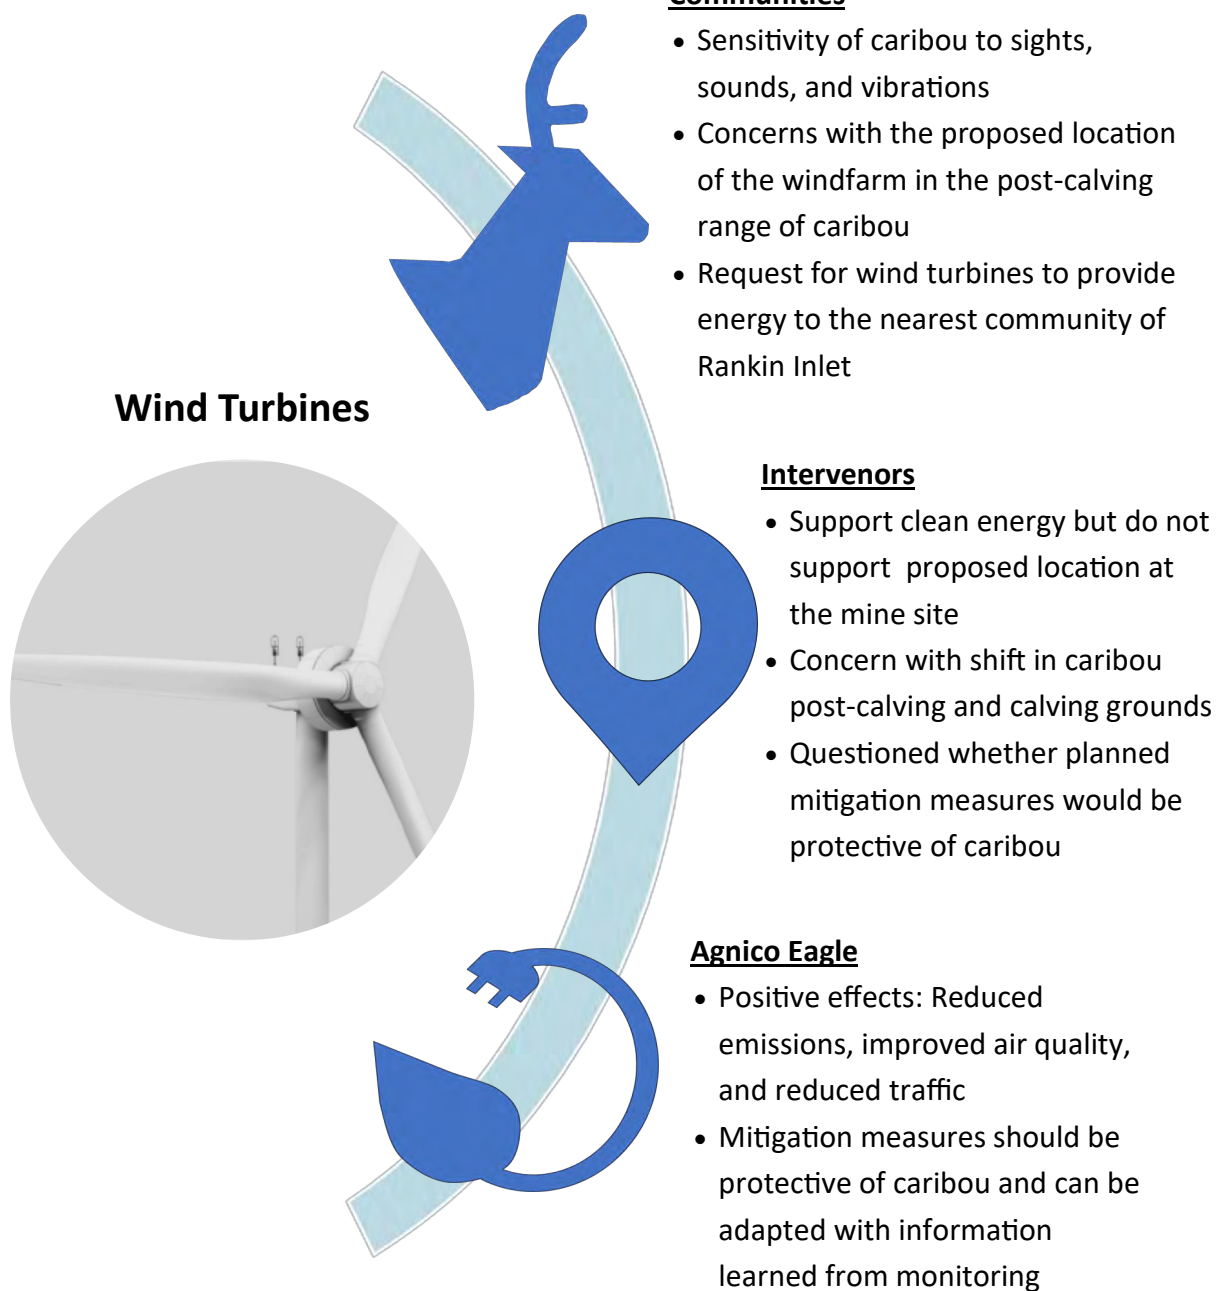 Communities
• Sensitivity of caribou to sights,
sounds, and vibrations
• Concerns with the proposed location
of the windfarm in the post-calving
range of caribou
• Request for wind turbines to provide
energy to the nearest community of
Rankin Inlet
Wind Turbines
Intervenors
• Support clean energy but do not
support  proposed location at
the mine site
• Concern with shift in caribou
post-calving and calving grounds
• Questioned whether planned
mitigation measures would be
protective of caribou
Agnico Eagle
• Positive effects: Reduced
emissions, improved air quality,
and reduced traffic
• Mitigation measures should be
protective of caribou and can be
adapted with information
learned from monitoring